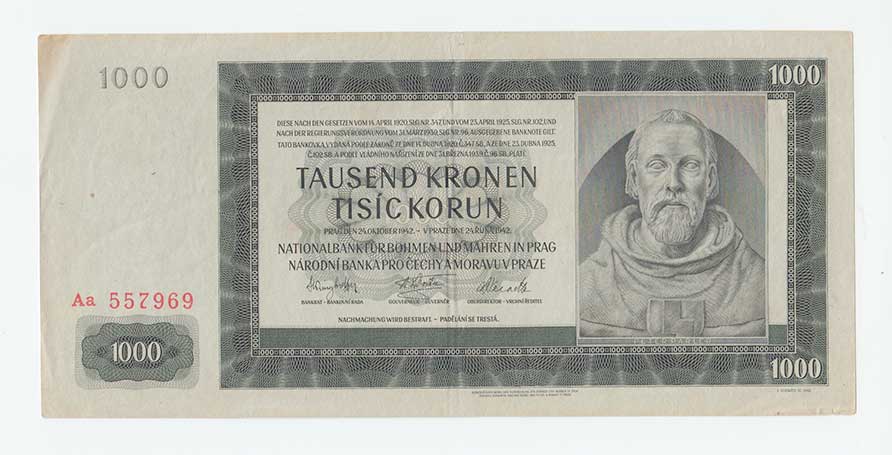 1000
1000
DIESE NACH DEN GESETZEN VOM 14. APRIL 1920, SLG. NR. 347 UND VOM 23. APRIL 1925, SLG. NR. 102, UND
NACH DER REGIERUNGSVERORDNUNG VOM 31. MÄRZ 1939, SLG. NR. 96, AUSGEGEBENE BANKNOTE GILT.
TATO BANKOVKA, VYDANÁ PODLE ZÁKONŮ ZE DNE 14. DUBNA 1920, Č. 347 SB. A ZE DNE 23. DUBNA 1925,
Č. 102 SB. A PODLE VLÁDNÍHO NAŘÍZENÍ ZE DNE 31. BŘEZNA 1939, Č. 96 SB. PLATÍ.
TAUSEND KRONEN
TISÍC KORUN
PRAG DEN 24. OKTOBER 1942. – V PRAZE DNE 24. ŘÍJNA 1942.
NATIONALBANK FÜR BÖHMEN UND MÄHREN IN PRAG
NÁRODNÍ BANKA PRO ČECHY A MORAVU V PRAZE
Aa 557969
BANKRAT – BANKOVNÍ RADA
GOUVERNEUR – GUVERNÉR
OBERDIREKTOR – VRCHNÍ ŘEDITEL
NACHMACHUNG WIRD BESTRAFT. – PADĚLÁNÍ SE TRESTÁ.
PETER PARLER
1000
1000